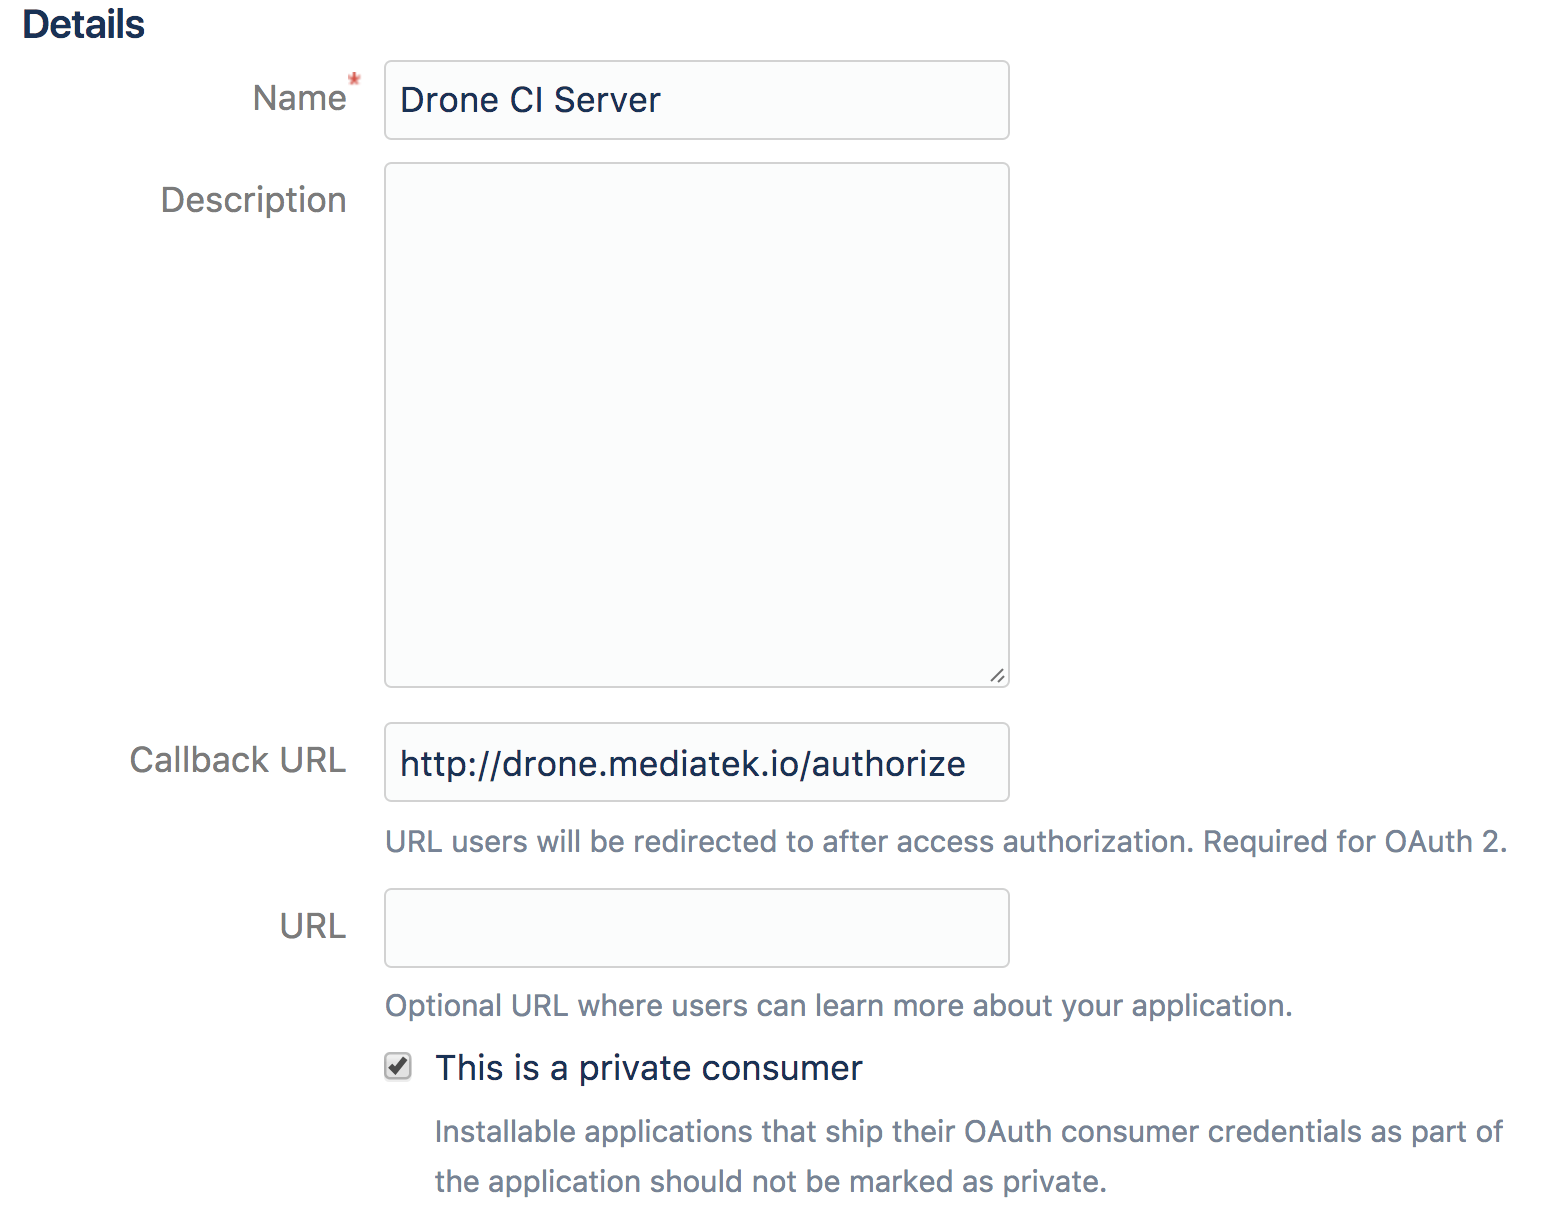 Details
Name*
Drone CI Server
Description
Callback URL
http://drone.mediatek.io/authorize
URL users will be redirected to after access authorization. Required for OAuth 2.
URL
Optional URL where users can learn more about your application.
This is a private consumer
Installable applications that ship their OAuth consumer credentials as part of
the application should not be marked as private.